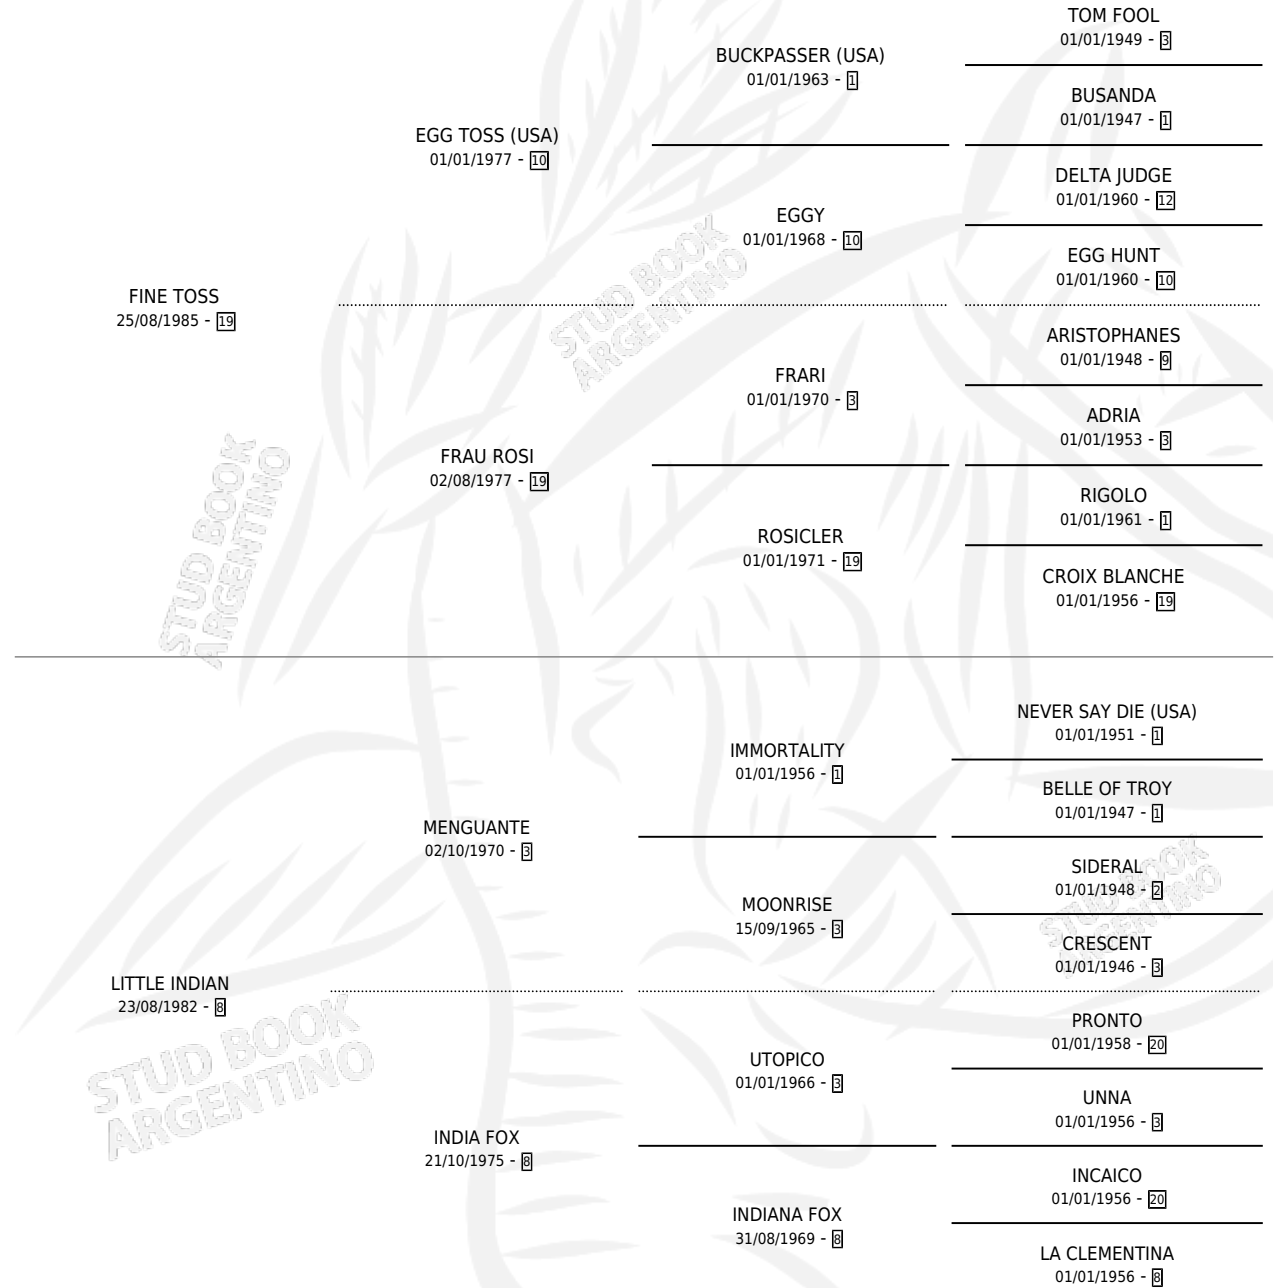 TOM FOOL
01/01/1949 - 3
BUCKPASSER (USA)
01/01/1963 - 1
BUSANDA
01/01/1947 - 1
EGG TOSS (USA)
01/01/1977 - 10
DELTA JUDGE
01/01/1960 - 12
EGGY
01/01/1968 - 10
EGG HUNT
01/01/1960 - 10
FINE TOSS
25/08/1985 - 19
STUD BOOK
ARGENTINO
ARISTOPHANES
01/01/1948 - 9
FRARI
01/01/1970 - 3
ADRIA
01/01/1953 - 3
FRAU ROSI
02/08/1977 - 19
RIGOLO
01/01/1961 - 1
ROSICLER
01/01/1971 - 19
CROIX BLANCHE
01/01/1956 - 19
STUD BOOK
ARGENTINO
NEVER SAY DIE (USA)
01/01/1951 - 1
IMMORTALITY
01/01/1956 - 1
BELLE OF TROY
01/01/1947 - 1
MENGUANTE
02/10/1970 - 3
SIDERAL
01/01/1948 - 2
MOONRISE
15/09/1965 - 3
STUD BOOK
ARGENTINO
CRESCENT
01/01/1946 - 3
LITTLE INDIAN
23/08/1982 - 8
PRONTO
01/01/1958 - 20
UTOPICO
01/01/1966 - 3
UNNA
01/01/1956 - 3
STUD BOOK
ARGENTINO
INDIA FOX
21/10/1975 - 8
INCAICO
01/01/1956 - 20
INDIANA FOX
31/08/1969 - 8
LA CLEMENTINA
01/01/1956 - 8